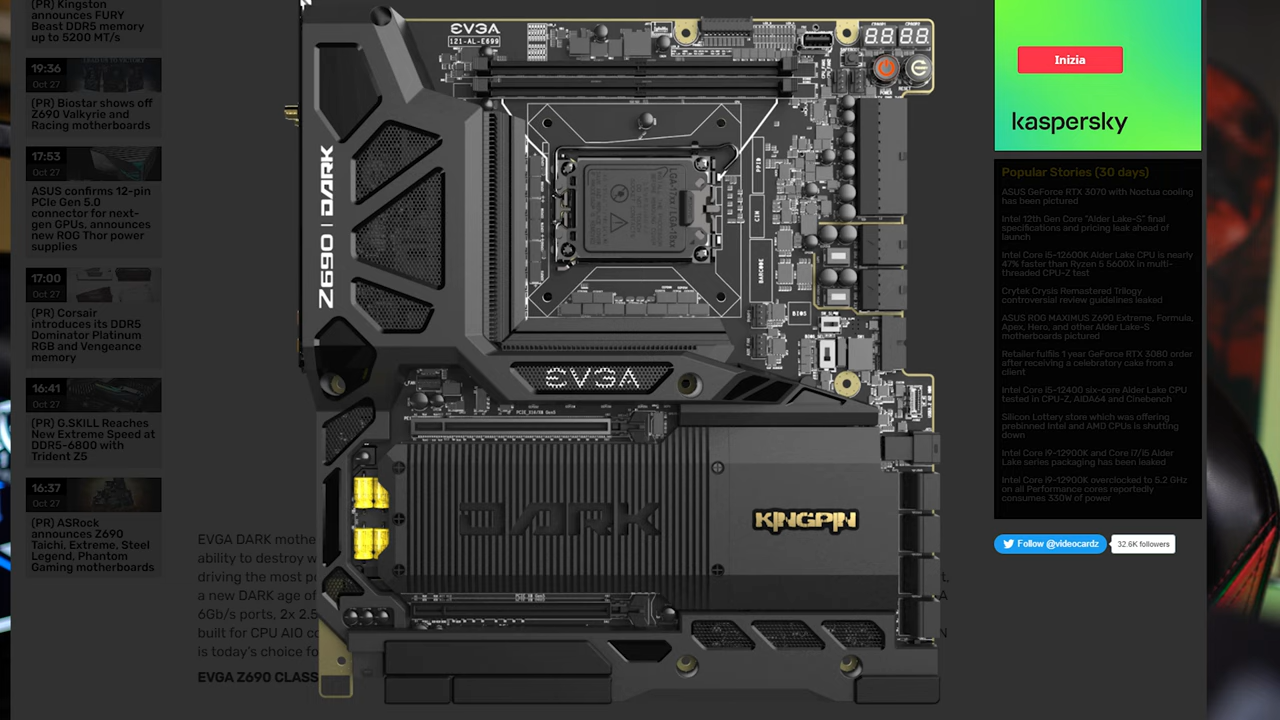 (PR) Kingston
announces FURY
Beast DDR5 memory
up to 5200 MT/s
19:36
Oct 27
(PR) Biostar shows off
Z690 Valkyrie and
Racing motherboards
17:53
Oct 27
ASUS confirms 12-pin
PCIe Gen 5.0
connector for next-
gen GPUs, announces
new ROG Thor power
supplies
17:00
Oct 27
(PR) Corsair
introduces its DDR5
Dominator Platinum
RGB and Vengeance
memory
16:41
Oct 27
(PR) G.SKILL Reaches
New Extreme Speed at
DDR5-6800 with
Trident Z5
16:37
Oct 27
(PR) ASRock
announces Z690
Taichi, Extreme, Steel
Legend, Phantom
Gaming motherboards
EVGA
121-AL-E699
88 88
POWER
RESET
Z690 | DARK
PPID
CIN
BARCODE
BIOS
EVGA
DARK
KINGPIN
EVGA DARK mothe
ability to destroy w
driving the most p
a new DARK age of
6Gb/s ports, 2x 2.5
built for CPU AIO co
is today's choice fo
EVGA Z690 CLASS
Inizia
kaspersky
Popular Stories (30 days)
ASUS GeForce RTX 3070 with Noctua cooling
has been pictured
Intel 12th Gen Core "Alder Lake-S" final
specifications and pricing leak ahead of
launch
Intel Core i5-12600K Alder Lake CPU is nearly
47% faster than Ryzen 5 5600X in multi-
threaded CPU-Z test
Crytek Crysis Remastered Trilogy
controversial review guidelines leaked
ASUS ROG MAXIMUS Z690 Extreme, Formula,
Apex, Hero, and other Alder Lake-S
motherboards pictured
Retailer fulfils 1 year GeForce RTX 3080 order
after receiving a celebratory cake from a
client
Intel Core i5-12400 six-core Alder Lake CPU
tested in CPU-Z, AIDA64 and Cinebench
Silicon Lottery store which was offering
prebinned Intel and AMD CPUs is shutting
down
Intel Core i9-12900K and Core i7/i5 Alder
Lake series packaging has been leaked
Intel Core i9-12900K overclocked to 5.2 GHz
on all Performance cores reportedly
consumes 330W of power
Follow @videocardz
32.6K followers